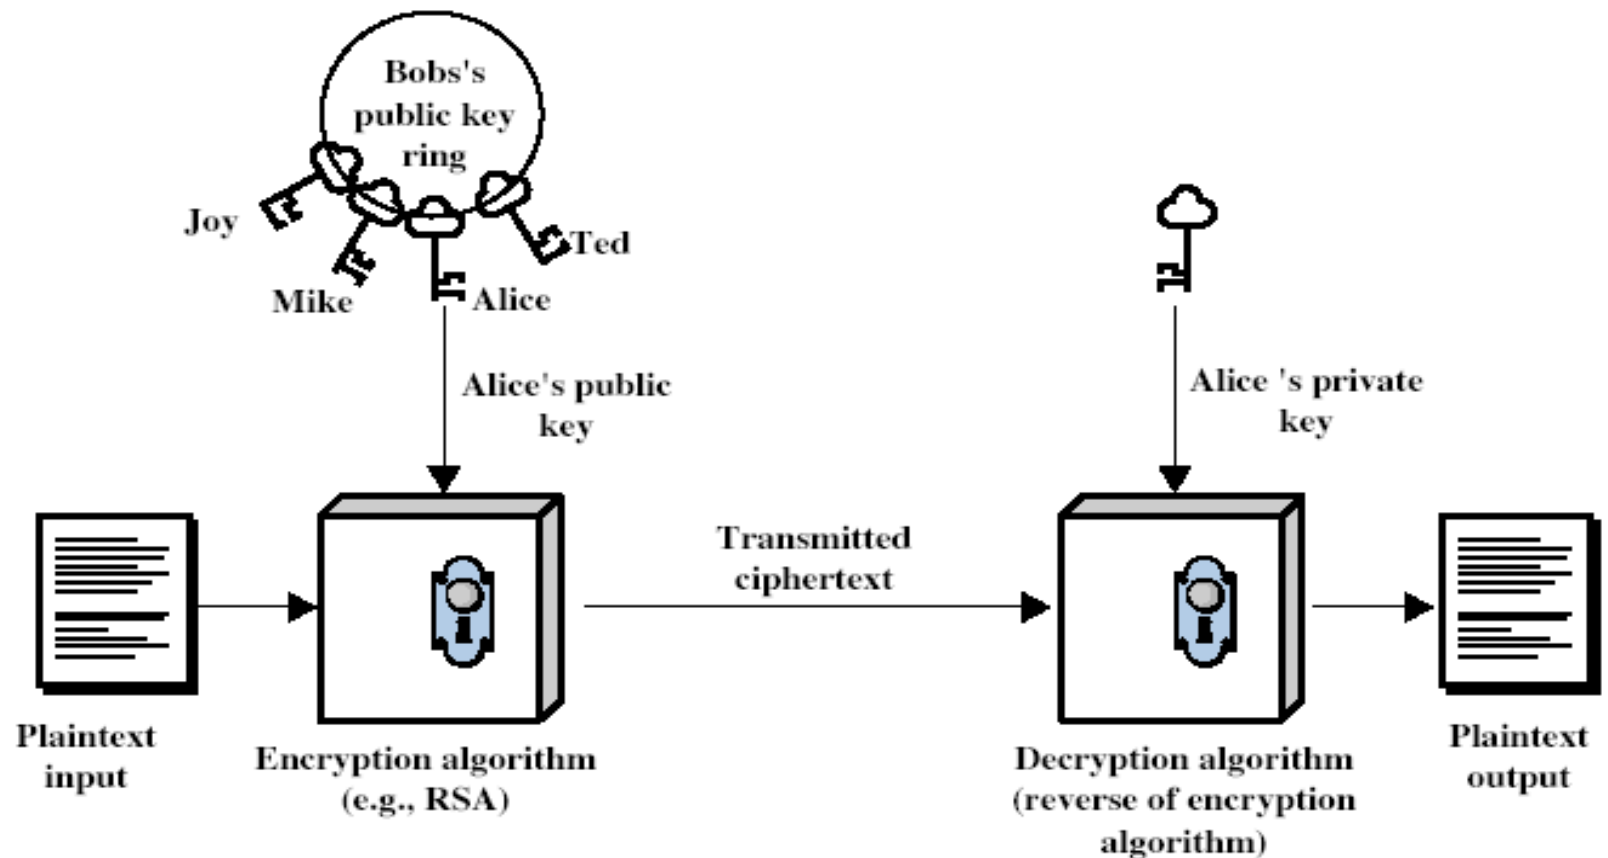 Bobs's
public key
ring
Joy
Ted
Mike
Alice
Alice's public
key
Alice 's private
key
Transmitted
ciphertext
Plaintext
input
Encryption algorithm
(e.g., RSA)
Decryption algorithm
(reverse of encryption
algorithm)
Plaintext
output